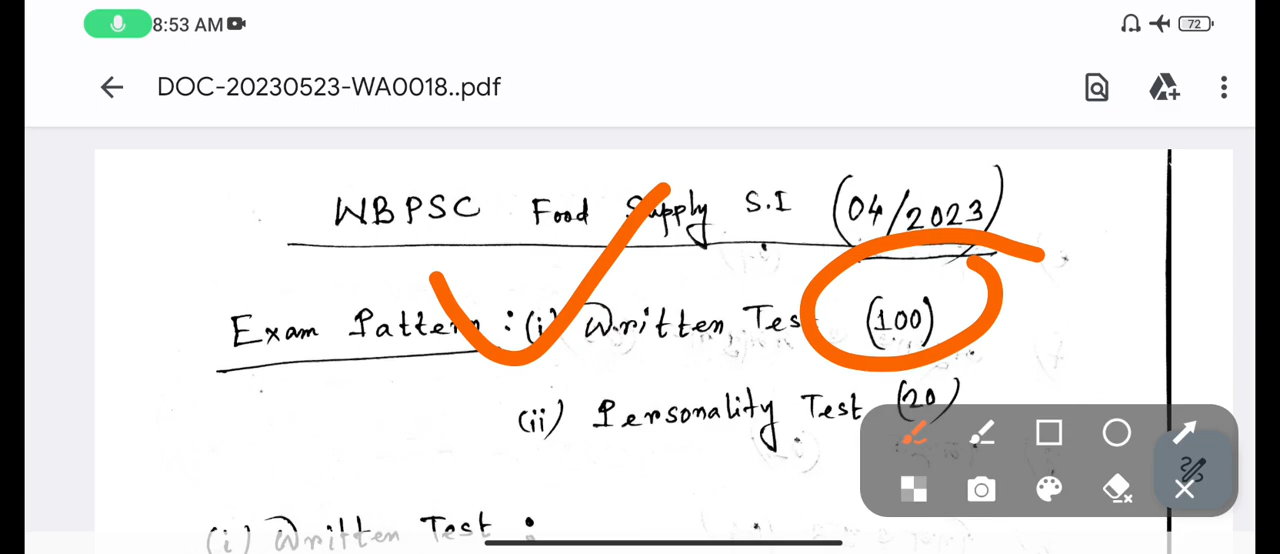 8:53 AM
72
DOC-20230523-WA0018..pdf
WBPSC Food Supply S.I (04/2023)
Exam Pattern : (i) Written Test (100)
(ii) Personality Test (20)
(i) Written Test :